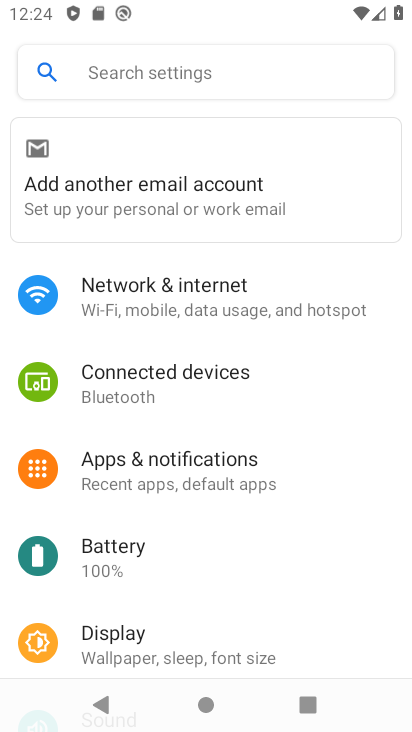 12:24
Search settings
Add another email account
Set up your personal or work email
Network & internet
Wi-Fi, mobile, data usage, and hotspot
Connected devices
Bluetooth
Apps & notifications
Recent apps, default apps
Battery
100%
Display
Wallpaper, sleep, font size
Sound